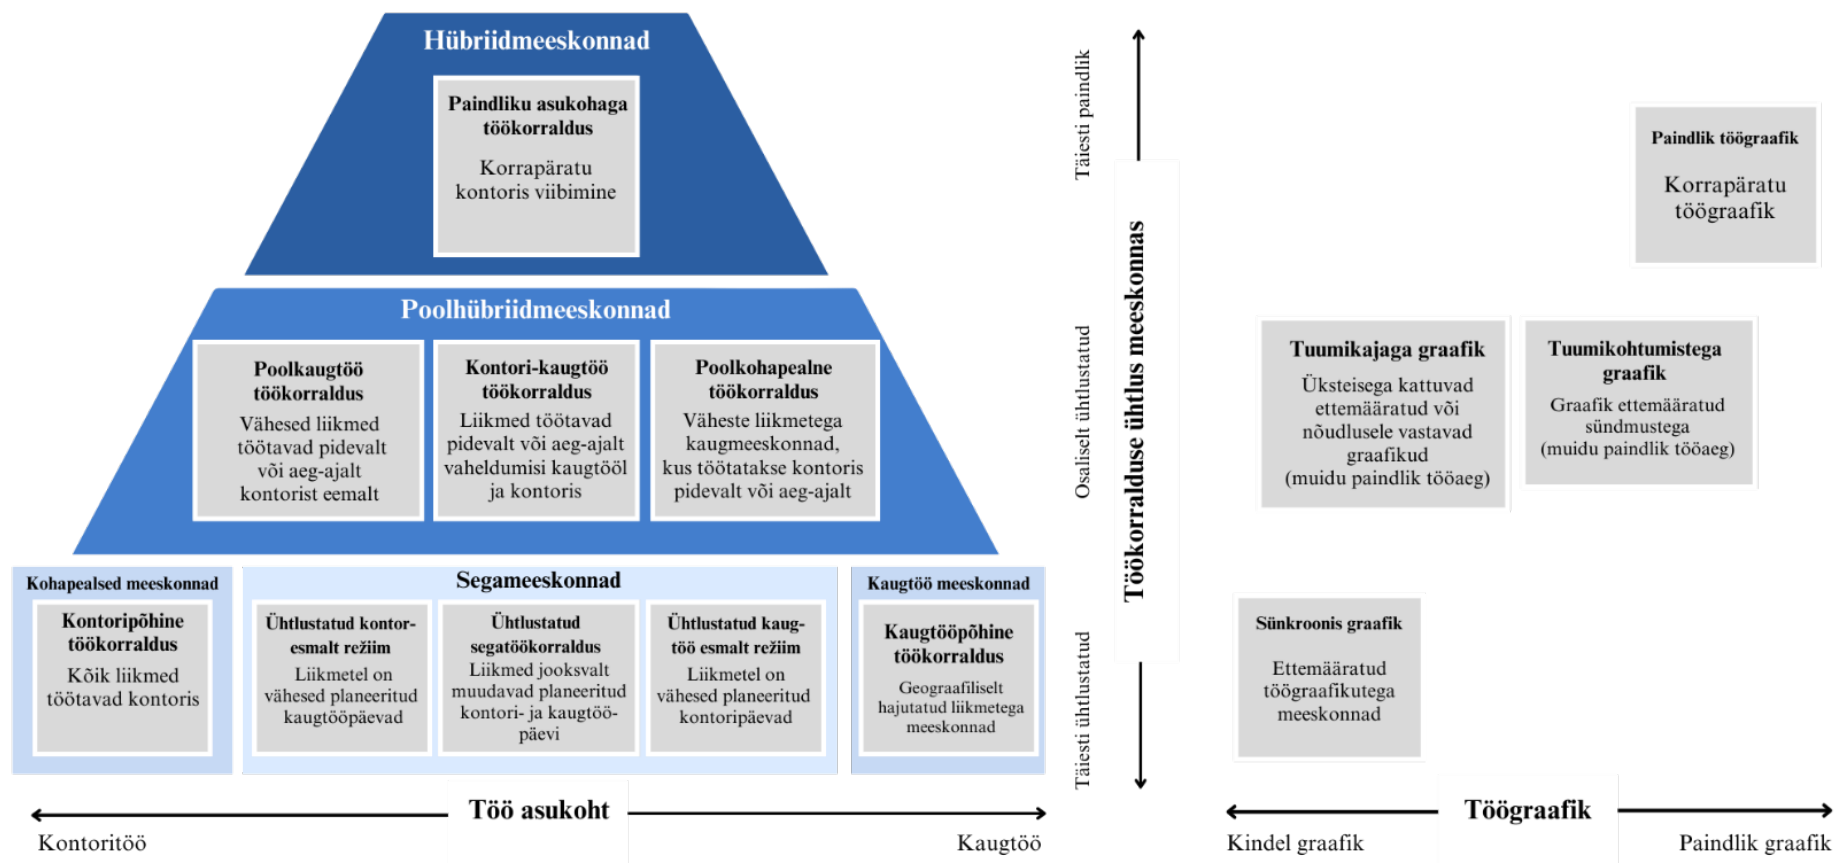 Hübriidmeeskonnad
Paindliku asukohaga
töökorraldus
Korrapäratu
kontoris viibimine
Poolhübriidmeeskonnad
Poolkaugtöö
töökorraldus
Vähesed liikmed
töötavad pidevalt
või aeg-ajalt
kontorist eemalt
Kontori-kaugtöö
töökorraldus
Liikmed töötavad
pidevalt või aeg-ajalt
vaheldumisi kaugtööl
ja kontoris
Poolkohapealne
töökorraldus
Väheste liikmetega
kaugmeeskonnad,
kus töötatakse kontoris
pidevalt või aeg-ajalt
Kohapealsed meeskonnad
Kontoripõhine
töökorraldus
Kõik liikmed
töötavad kontoris
Segameeskonnad
Ühtlustatud kontor-
esmalt režiim
Liikmetel on
vähesed planeeritud
kaugtööpäevad
Ühtlustatud
segatöökorraldus
Liikmed jooksvalt
muudavad planeeritud
kontori- ja kaugtöö-
päevi
Ühtlustatud kaug-
töö esmalt režiim
Liikmetel on
vähesed planeeritud
kontoripäevad
Kaugtöö meeskonnad
Kaugtööpõhine
töökorraldus
Geograafiliselt
hajutatud liikmetega
meeskonnad
Töö asukoht
Kontoritöö
Kaugtöö
Täiesti paindlik
Osaliselt ühtlustatud
Täiesti ühtlustatud
Töökorralduse ühtlus meeskonnas
Paindlik töögraafik
Korrapäratu
töögraafik
Tuumikajaga graafik
Üksteisega kattuvad
ettemääratud või
nõudlusele vastavad
graafikud
(muidu paindlik tööaeg)
Tuumikohtumistega
graafik
Graafik ettemääratud
sündmustega
(muidu paindlik tööaeg)
Sünkroonis graafik
Ettemääratud
töögraafikutega
meeskonnad
Töögraafik
Kindel graafik
Paindlik graafik